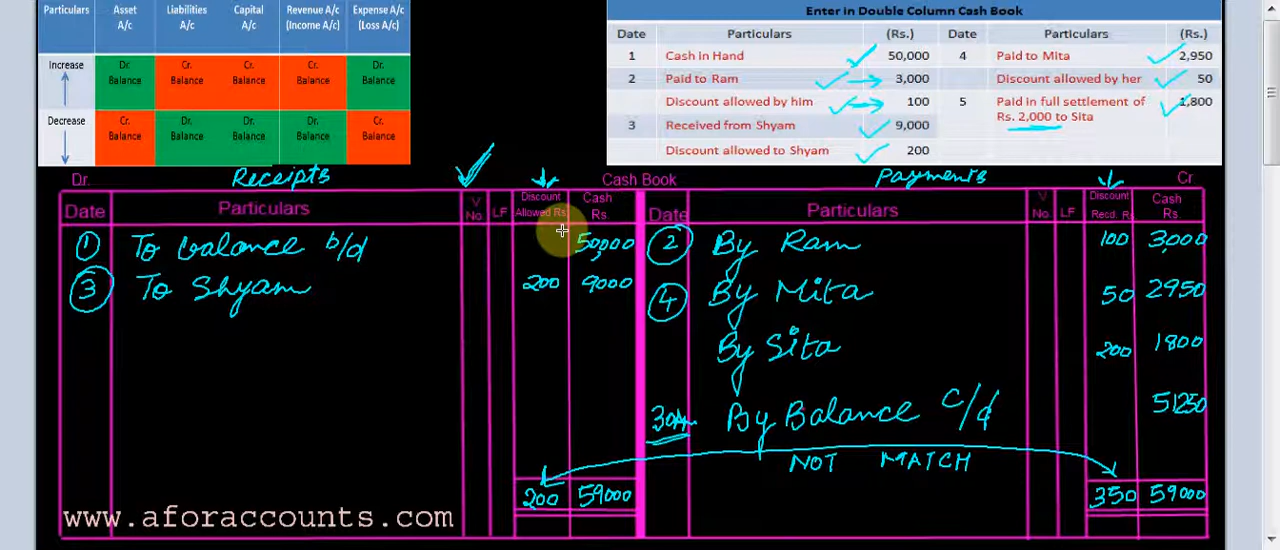 Particulars Asset A/c Liabilities A/c Capital A/c Revenue A/c (Income A/c) Expense A/c (Loss A/c)
Increase Dr. Balance Cr. Balance Cr. Balance Cr. Balance Dr. Balance
Decrease Cr. Balance Dr. Balance Dr. Balance Dr. Balance Cr. Balance
Enter in Double Column Cash Book
Date Particulars (Rs.) Date Particulars (Rs.)
1 Cash in Hand 50,000 4 Paid to Mita 2,950
2 Paid to Ram 3,000 Discount allowed by her 50
Discount allowed by him 100 5 Paid in full settlement of Rs. 2,000 to Sita 1,800
3 Received from Shyam 9,000
Discount allowed to Shyam 200
Dr. Receipts Cash Book Payments Cr
Date Particulars V No. LF Discount Allowed Rs. Cash Rs. Date Particulars V No. LF Discount Recd. R Cash Rs.
1 To balance b/d 50,000 2 By Ram 100 3,000
3 To Shyam 200 9000 4 By Mita 50 2950
By Sita 200 1800
30 By Balance c/d 51250
NOT MATCH
200 59000 350 59000
www.aforaccounts.com